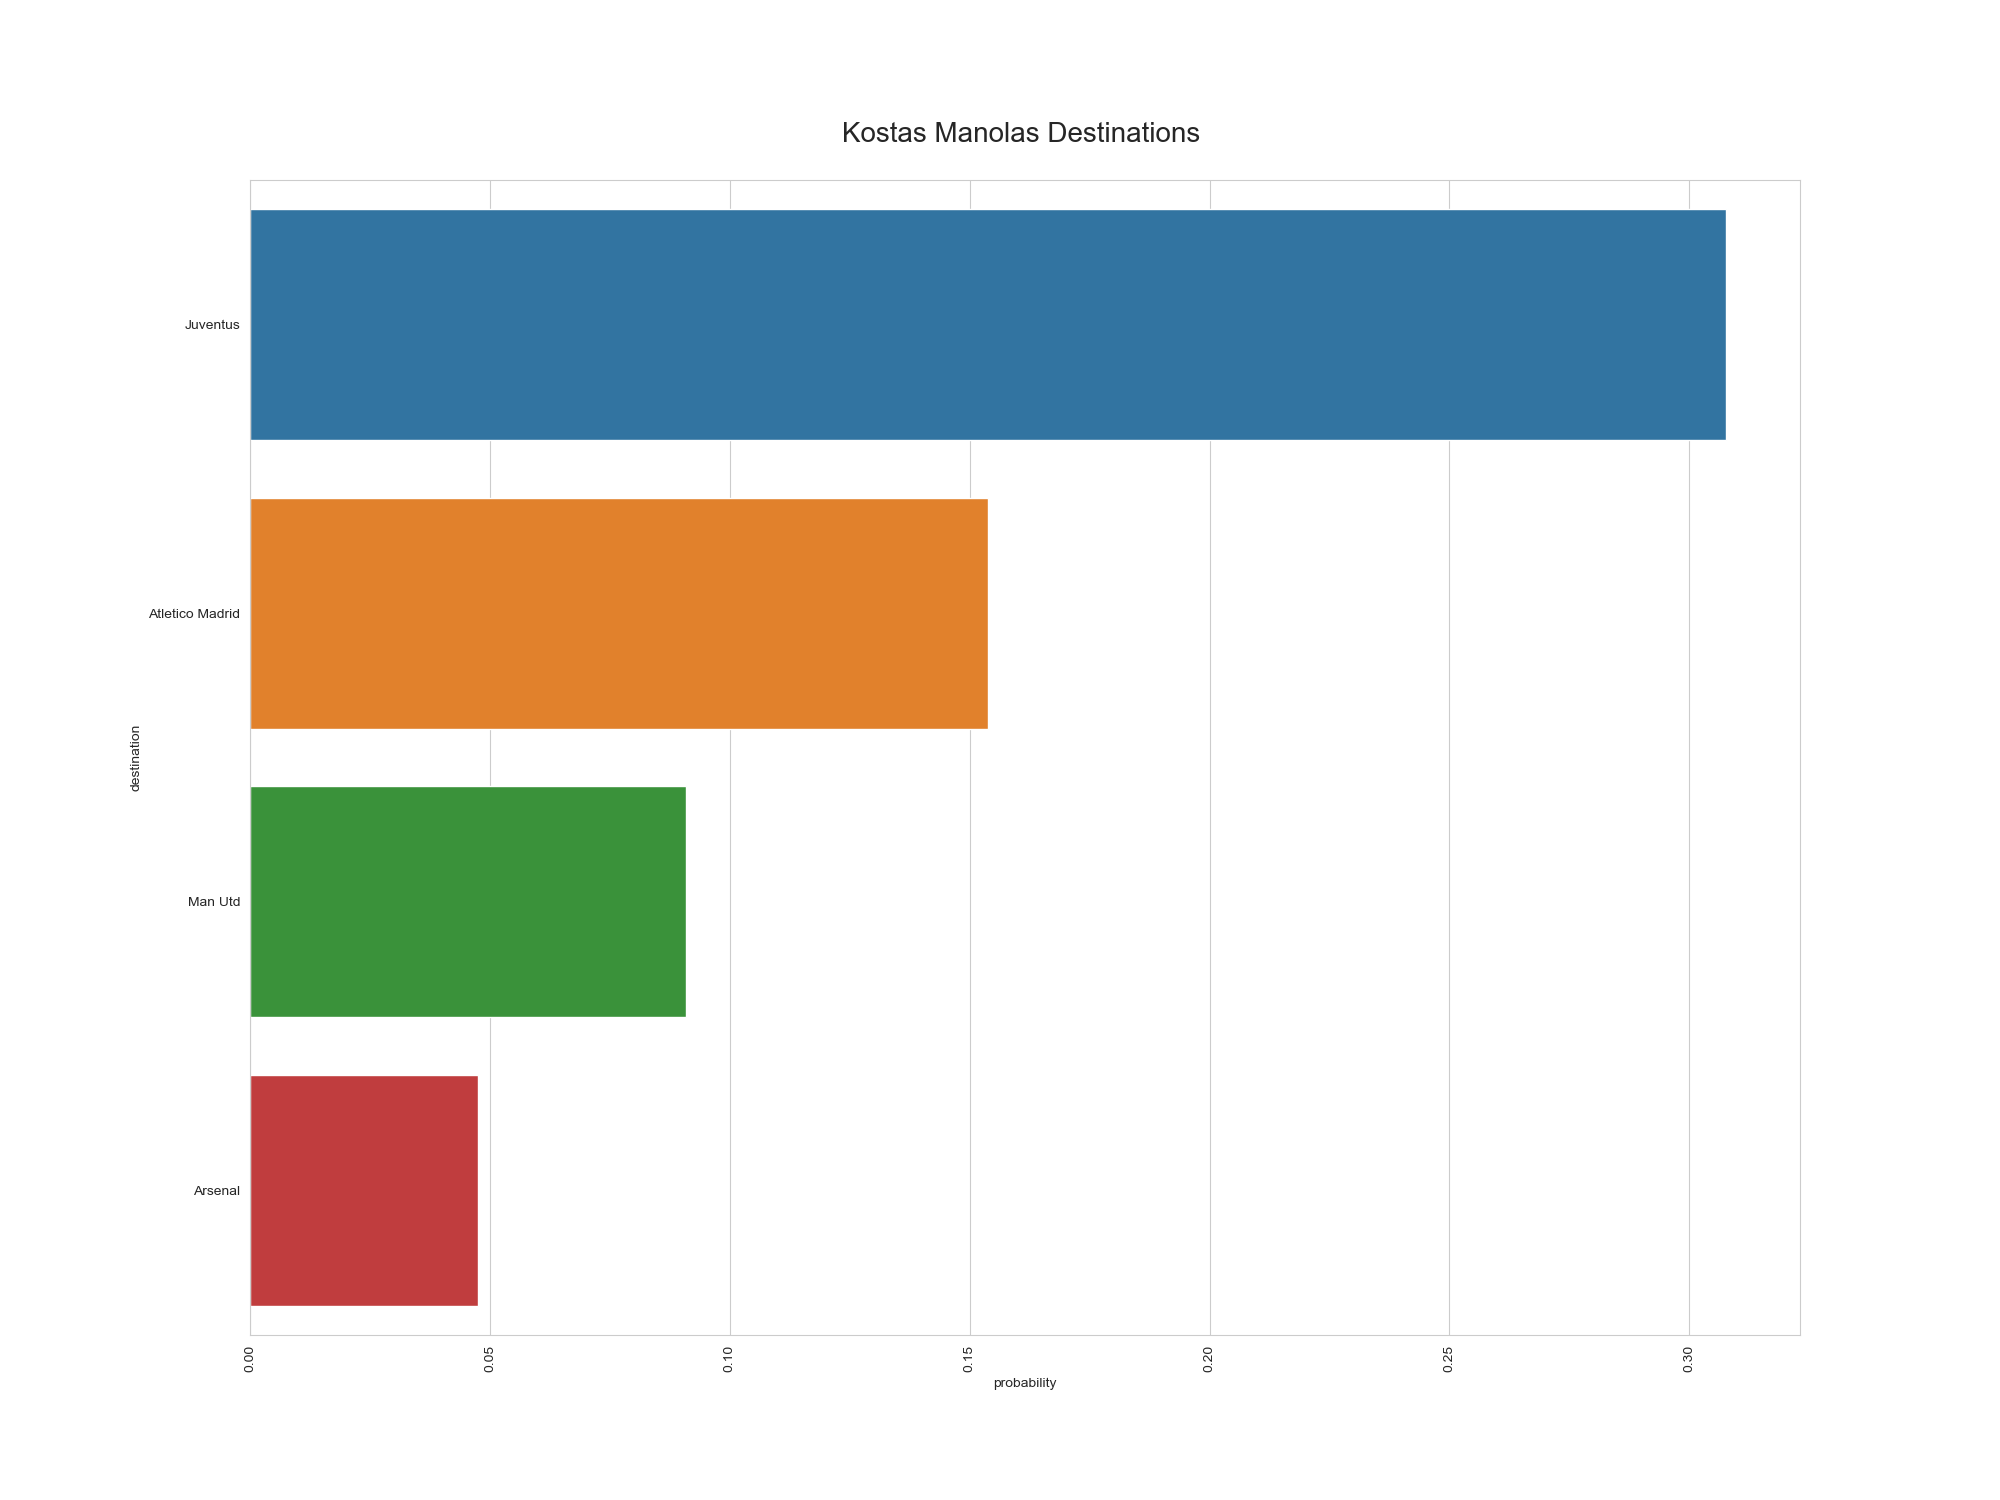 Kostas Manolas Destinations
Juventus
Atletico Madrid
Man Utd
Arsenal
destination
0.00
0.05
0.10
0.15
0.20
0.25
0.30
probability